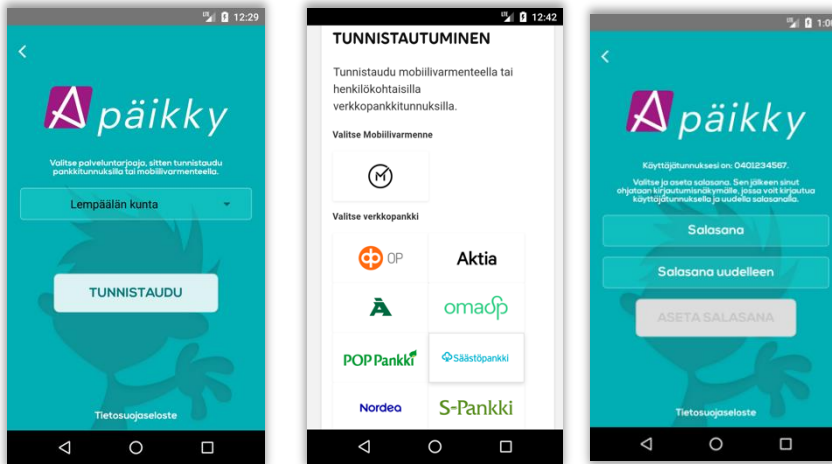 12:29
A päikky
Valitse palveluntarjoaja, sitten tunnistaudu
pankkitunnuksilla tai mobiilivarmenteella.
Lempäälän kunta
TUNNISTAUDU
Tietosuojaseloste
12:42
TUNNISTAUTUMINEN
Tunnistaudu mobiilivarmenteella tai
henkilökohtaisilla
verkkopankkitunnuksilla.
Valitse Mobiilivarmenne
Valitse verkkopankki
OP
Aktia
Å
omasp
POP Pankki
Säästöpankki
Nordea
S-Pankki
A päikky
Käyttäjätunnuksesi on: 0401234567.
Valitse ja aseta salasana. Sen jälkeen sinut
ohjataan kirjautumisnäkymälle, jossa voit kirjautua
käyttäjätunnuksella ja uudella salasanalla.
Salasana
Salasana uudelleen
ASETA SALASANA
Tietosuojaseloste